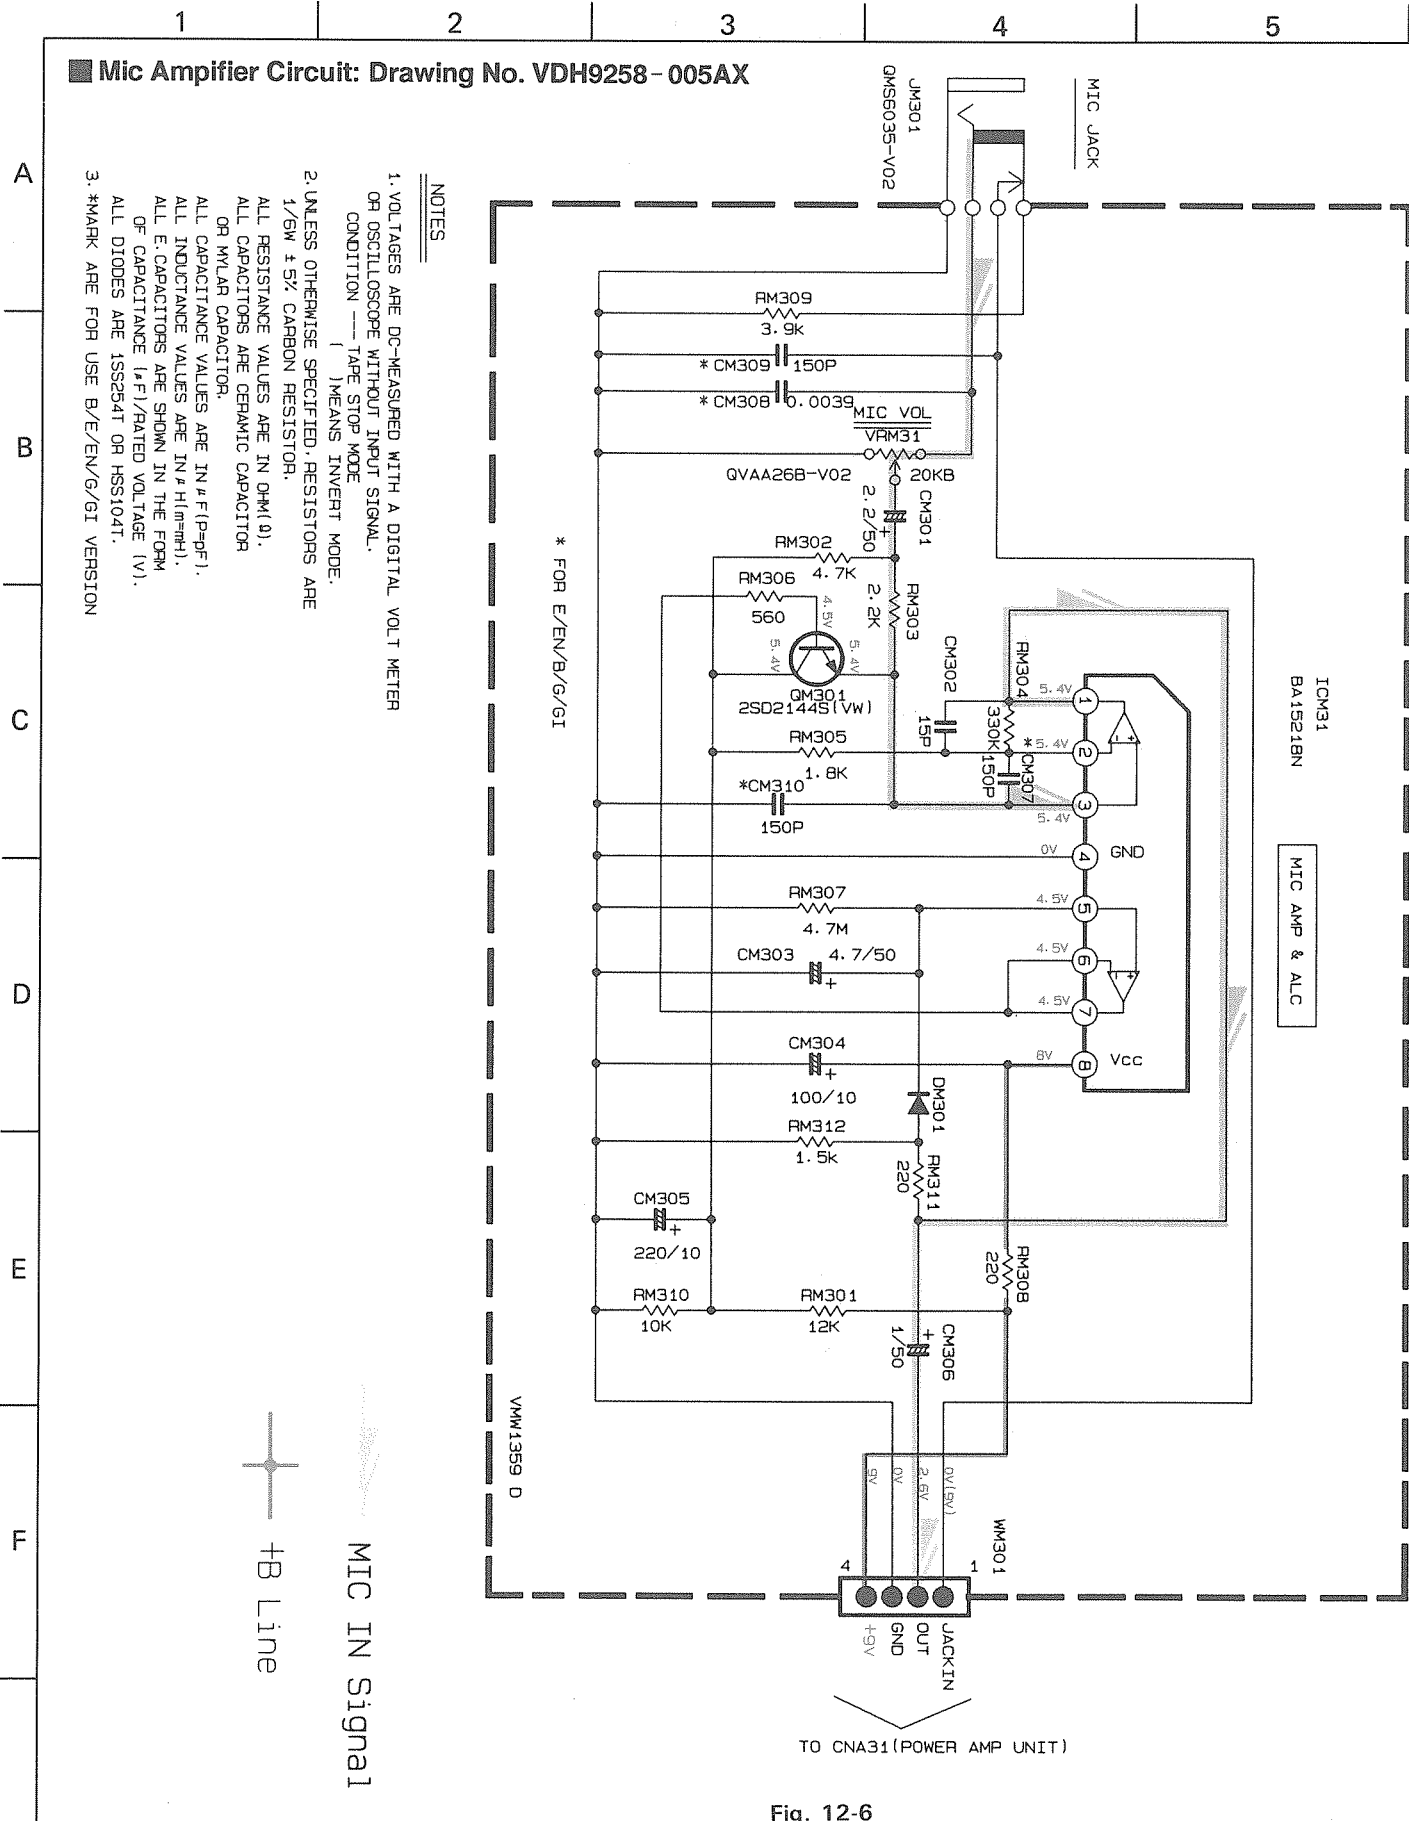 1 2 3 4 5
A
B
C
D
E
F
■ Mic Ampifier Circuit: Drawing No. VDH9258-005AX
NOTES
1. VOLTAGES ARE DC-MEASURED WITH A DIGITAL VOLT METER
OR OSCILLOSCOPE WITHOUT INPUT SIGNAL.
CONDITION --- TAPE STOP MODE
( )MEANS INVERT MODE.
2. UNLESS OTHERWISE SPECIFIED, RESISTORS ARE
1/6W ± 5% CARBON RESISTOR.
ALL RESISTANCE VALUES ARE IN OHM(Ω).
ALL CAPACITORS ARE CERAMIC CAPACITOR
OR MYLAR CAPACITOR.
ALL CAPACITANCE VALUES ARE IN μF(P=pF).
ALL INDUCTANCE VALUES ARE IN μH(m=mH).
ALL E.CAPACITORS ARE SHOWN IN THE FORM
OF CAPACITANCE (μF)/RATED VOLTAGE (V).
ALL DIODES ARE 1SS254T OR HSS104T.
3. *MARK ARE FOR USE B/E/EN/G/GI VERSION
MIC JACK
JM301
QMS6035-V02
RM309
3.9K
* CM309 150P
* CM308 0.0039
MIC VOL
VRM31
QVAA26B-V02
20KB
CM301
2.2/50
+
RM302
4.7K
RM306
560
RM303
2.2K
4.5V
5.4V
5.4V
QM301
2SD2144S(VW)
CM302
15P
RM304
330K
RM305
1.8K
*CM307
150P
*CM310
150P
* FOR E/EN/B/G/GI
ICM31
BA15218N
MIC AMP & ALC
5.4V 1
5.4V 2
5.4V 3
0V 4 GND
4.5V 5
4.5V 6
4.5V 7
8V 8 Vcc
- +
- +
RM307
4.7M
CM303 4.7/50
+
CM304
+
100/10
DM301
RM312
1.5K
RM311
220
CM305
+
220/10
RM308
220
RM310
10K
RM301
12K
CM306
1/50
+
VMW1359 D
9V
0V
2.6V
0V(9V)
WM301
4 1
+9V
GND
OUT
JACKIN
TO CNA31(POWER AMP UNIT)
MIC IN Signal
+B Line
Fig. 12-6